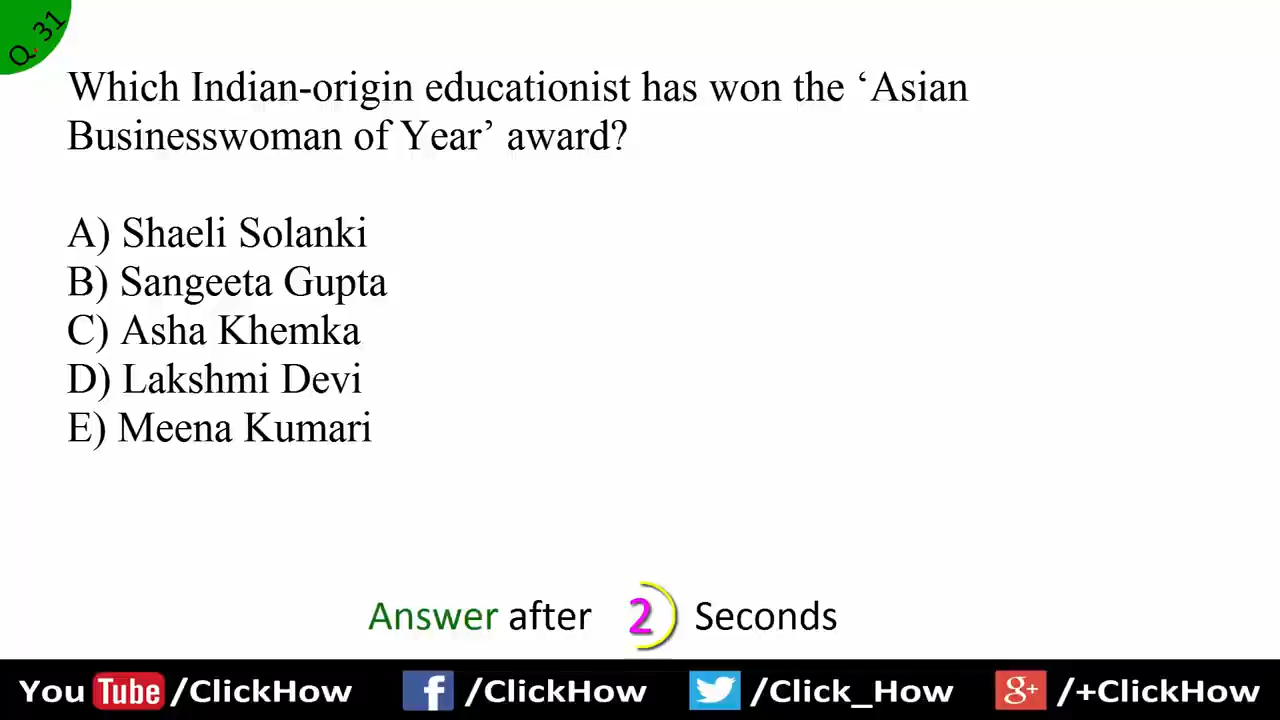 Q. 31
Which Indian-origin educationist has won the ‘Asian
Businesswoman of Year’ award?
A) Shaeli Solanki
B) Sangeeta Gupta
C) Asha Khemka
D) Lakshmi Devi
E) Meena Kumari
Answer after 2 Seconds
You Tube /ClickHow f /ClickHow /Click_How g+ /+ClickHow